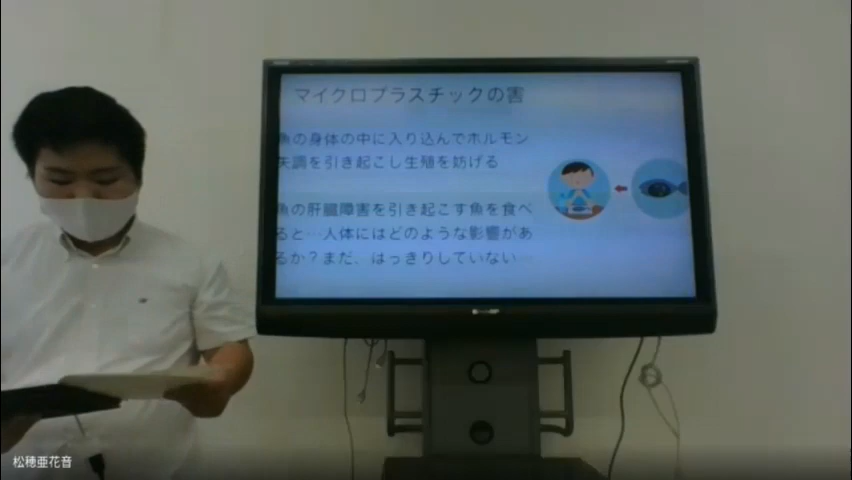 マイクロプラスチックの害
魚の身体の中に入り込んでホルモン
失調を引き起こし生殖を妨げる
魚の肝臓障害を引き起こす魚を食べ
ると…人体にはどのような影響があ
るか?まだ、はっきりしていない
松穂亜花音